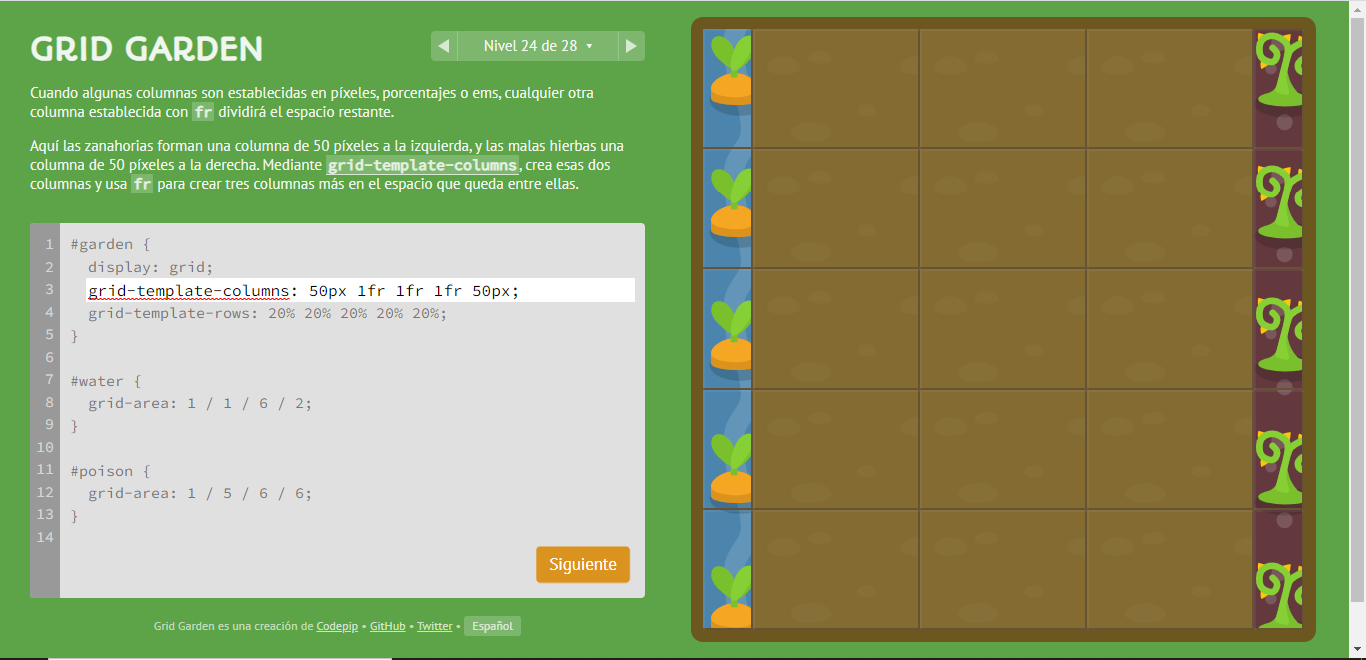 GRID GARDEN
◀ Nivel 24 de 28 ▾ ▶
Cuando algunas columnas son establecidas en píxeles, porcentajes o ems, cualquier otra
columna establecida con fr dividirá el espacio restante.
Aquí las zanahorias forman una columna de 50 píxeles a la izquierda, y las malas hierbas una
columna de 50 píxeles a la derecha. Mediante grid-template-columns, crea esas dos
columnas y usa fr para crear tres columnas más en el espacio que queda entre ellas.
1 #garden {
2 display: grid;
3 grid-template-columns: 50px 1fr 1fr 1fr 50px;
4 grid-template-rows: 20% 20% 20% 20% 20%;
5 }
6
7 #water {
8 grid-area: 1 / 1 / 6 / 2;
9 }
10
11 #poison {
12 grid-area: 1 / 5 / 6 / 6;
13 }
14
Siguiente
Grid Garden es una creación de Codepip • GitHub • Twitter • Español